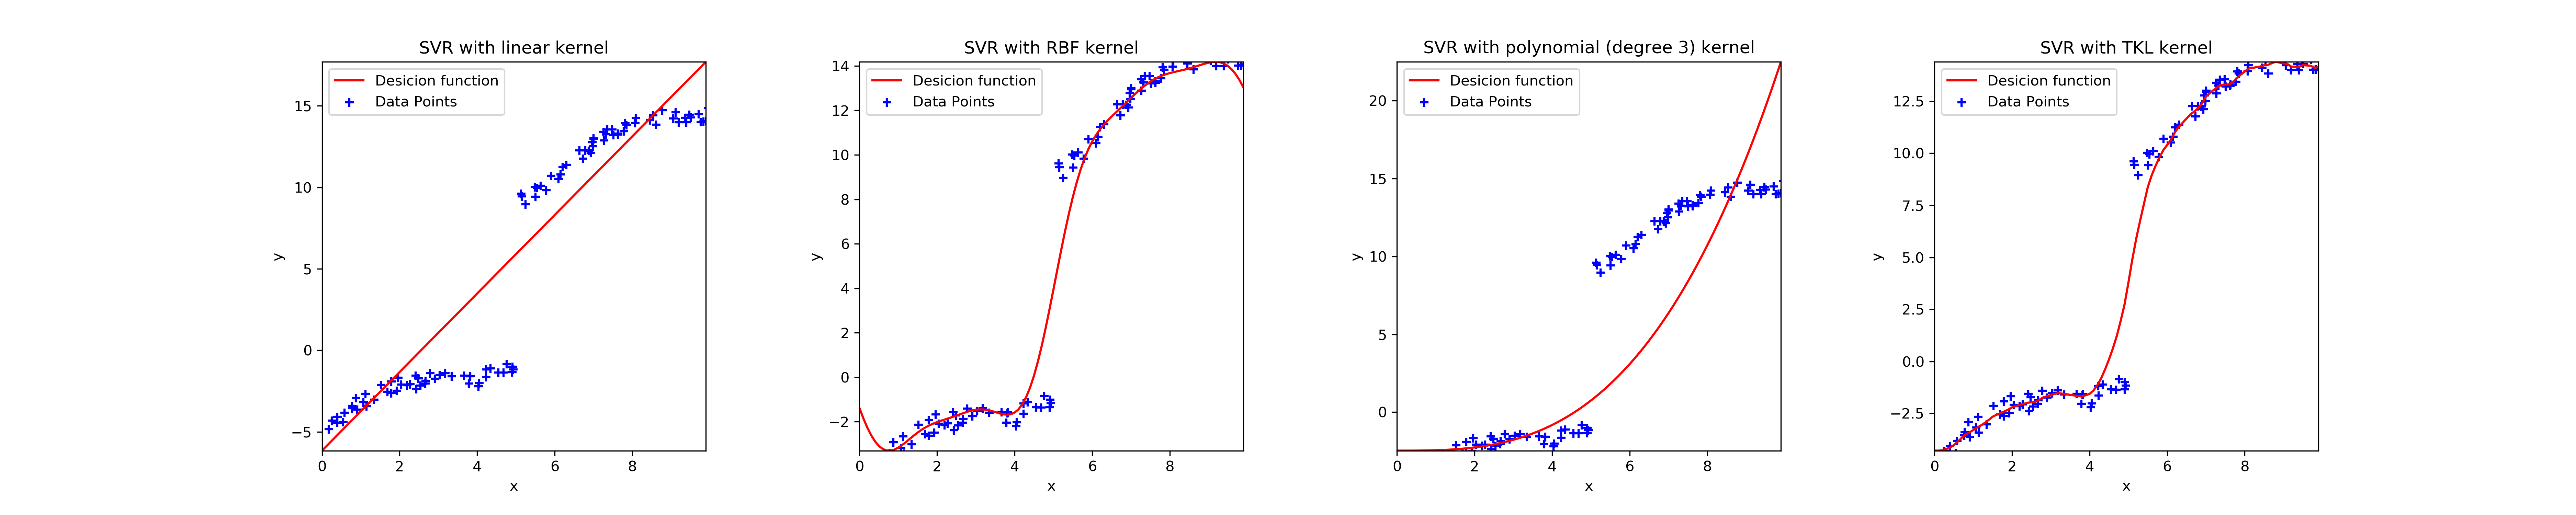 SVR with linear kernel
Desicion function
Data Points
15
10
5
0
−5
y
0 2 4 6 8
x
SVR with RBF kernel
Desicion function
Data Points
14
12
10
8
6
4
2
0
−2
y
0 2 4 6 8
x
SVR with polynomial (degree 3) kernel
Desicion function
Data Points
20
15
10
5
0
y
0 2 4 6 8
x
SVR with TKL kernel
Desicion function
Data Points
12.5
10.0
7.5
5.0
2.5
0.0
−2.5
y
0 2 4 6 8
x